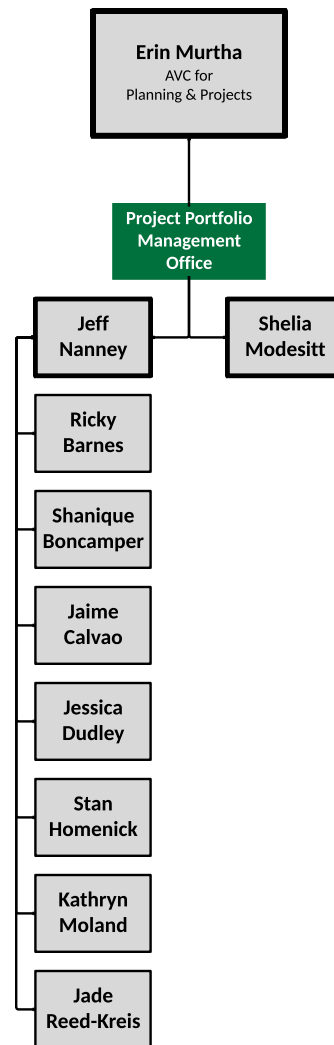 Erin Murtha
AVC for
Planning & Projects
Project Portfolio
Management
Office
Jeff
Nanney
Shelia
Modesitt
Ricky
Barnes
Shanique
Boncamper
Jaime
Calvao
Jessica
Dudley
Stan
Homenick
Kathryn
Moland
Jade
Reed-Kreis